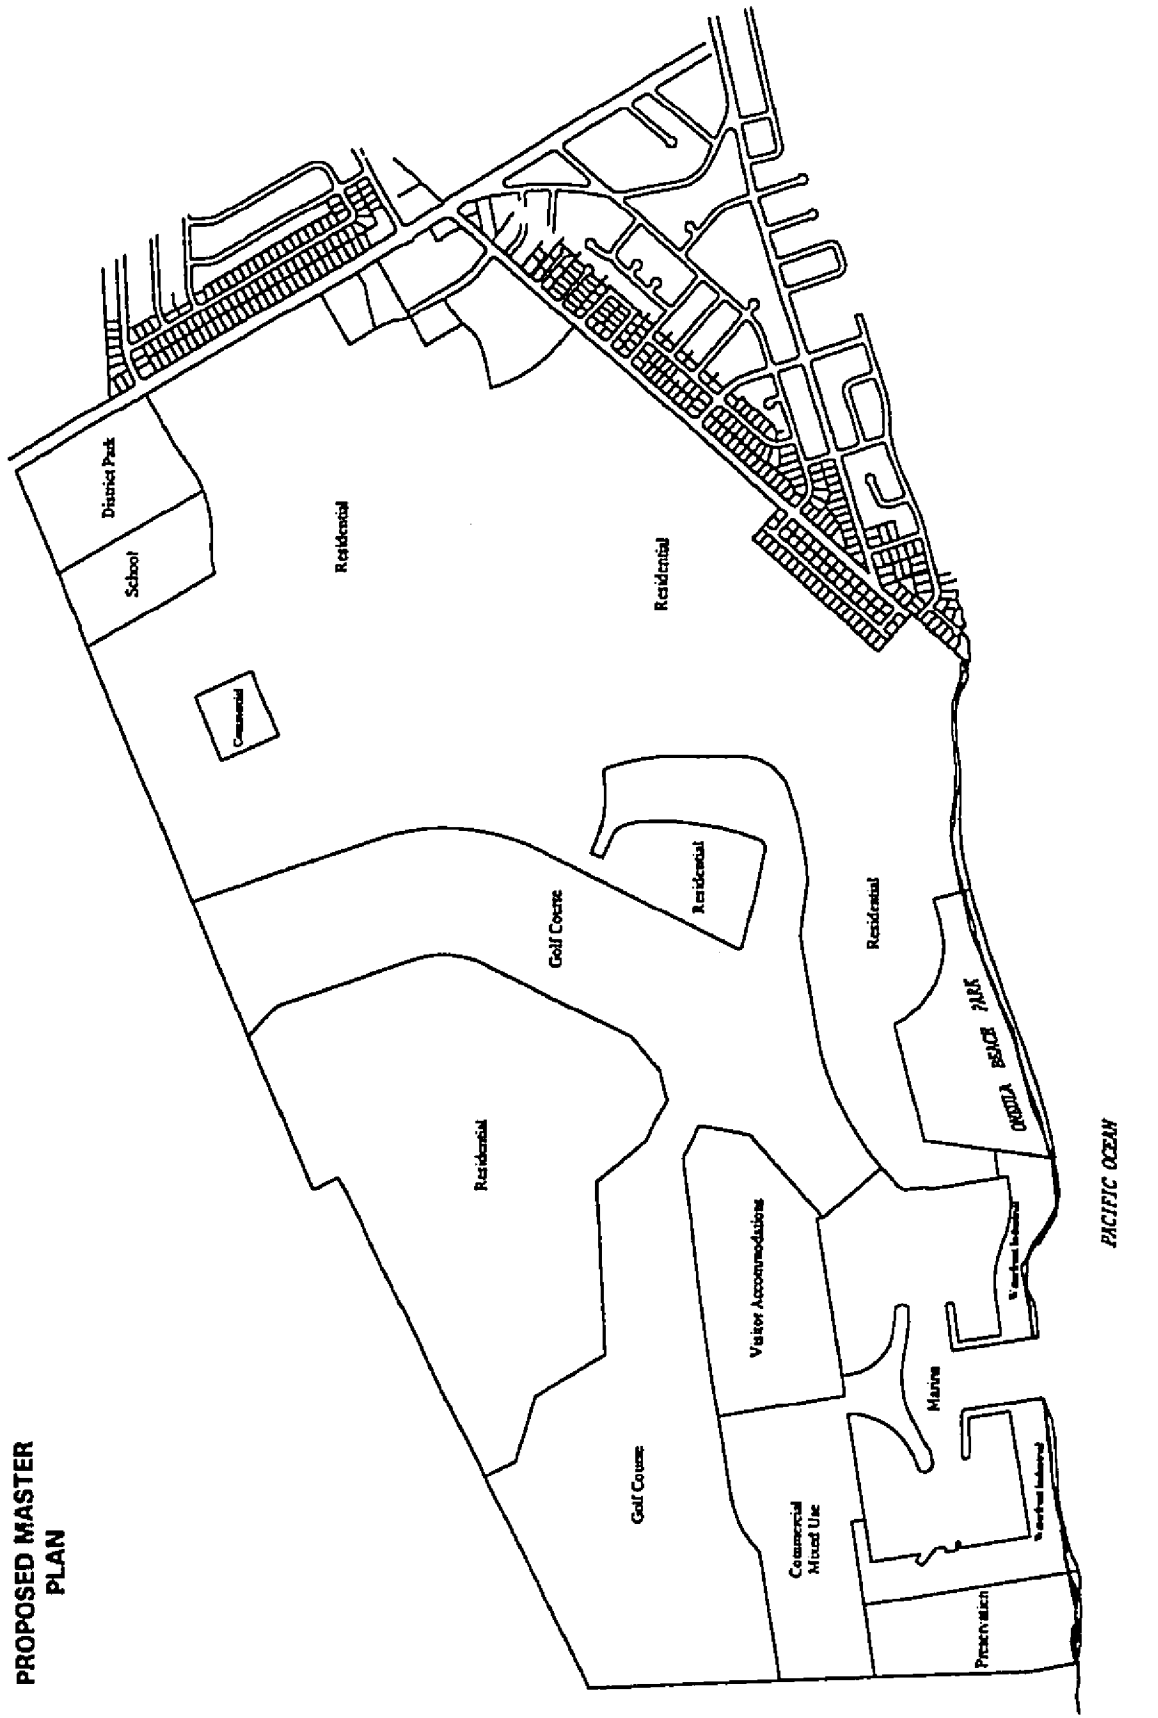 PROPOSED MASTER
PLAN
District Park
School
Residential
Residential
Commercial
Golf Course
Residential
Residential
ONEULA BEACH PARK
Residential
Visitor Accommodations
Waterfront Industrial
PACIFIC OCEAN
Marina
Golf Course
Commercial
Mixed Use
Waterfront Industrial
Preservation